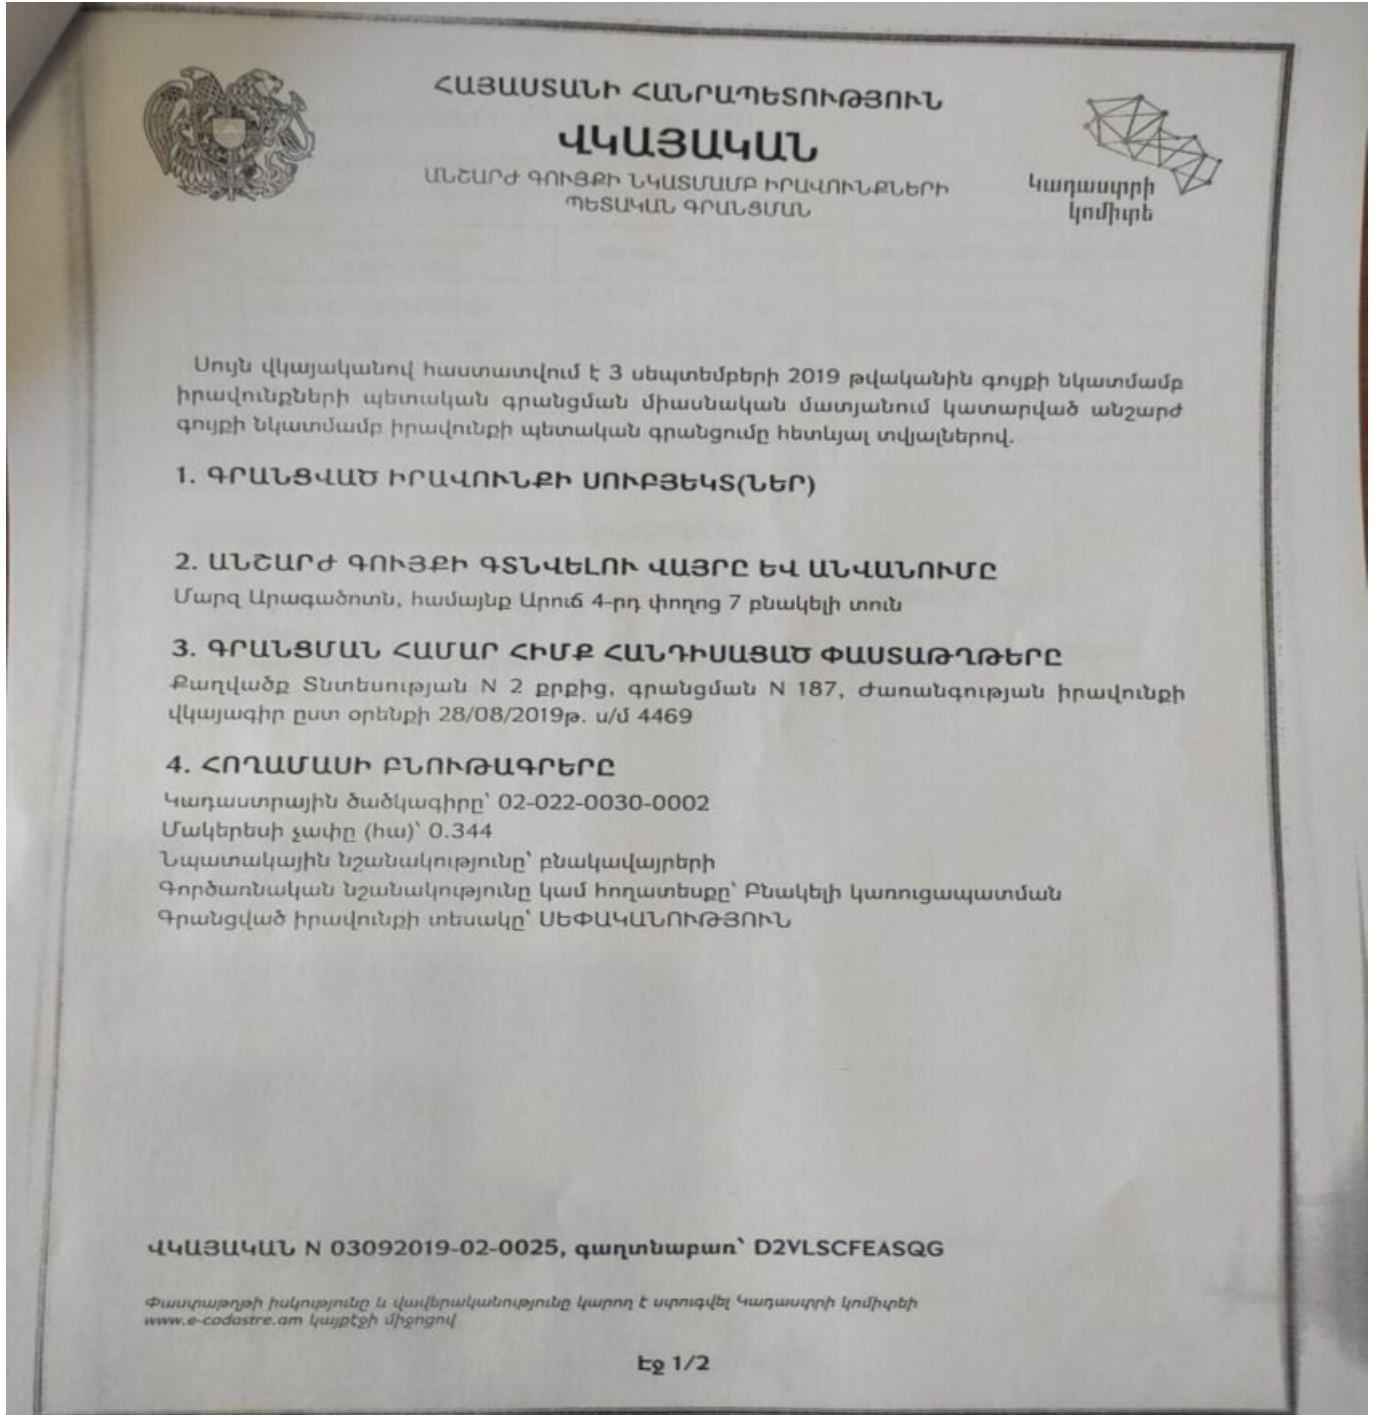 ՀԱՅԱՍՏԱՆԻ ՀԱՆՐԱՊԵՏՈՒԹՅՈՒՆ
ՎԿԱՅԱԿԱՆ
ԱՆՇԱՐԺ ԳՈՒՅՔԻ ՆԿԱՏՄԱՄԲ ԻՐԱՎՈՒՆՔՆԵՐԻ
ՊԵՏԱԿԱՆ ԳՐԱՆՑՄԱՆ
Կադաստրի
կոմիտե
Սույն վկայականով հաստատվում է 3 սեպտեմբերի 2019 թվականին գույքի նկատմամբ
իրավունքների պետական գրանցման միասնական մատյանում կատարված անշարժ
գույքի նկատմամբ իրավունքի պետական գրանցումը հետևյալ տվյալներով.
1. ԳՐԱՆՑՎԱԾ ԻՐԱՎՈՒՆՔԻ ՍՈՒԲՅԵԿՏ(ՆԵՐ)
2. ԱՆՇԱՐԺ ԳՈՒՅՔԻ ԳՏՆՎԵԼՈՒ ՎԱՅՐԸ ԵՎ ԱՆՎԱՆՈՒՄԸ
Մարզ Արագածոտն, համայնք Արուճ 4-րդ փողոց 7 բնակելի տուն
3. ԳՐԱՆՑՄԱՆ ՀԱՄԱՐ ՀԻՄՔ ՀԱՆԴԻՍԱՑԱԾ ՓԱՍՏԱԹՂԹԵՐԸ
Քաղվածք Տնտեսության N 2 քրքից, գրանցման N 187, Ժառանգության իրավունքի
վկայագիր ըստ օրենքի 28/08/2019թ. ս/մ 4469
4. ՀՈՂԱՄԱՍԻ ԲՆՈՒԹԱԳՐԵՐԸ
Կադաստրային ծածկագիրը՝ 02-022-0030-0002
Մակերեսի չափը (հա)՝ 0.344
Նպատակային նշանակությունը՝ բնակավայրերի
Գործառնական նշանակությունը կամ հողատեսքը՝ Բնակելի կառուցապատման
Գրանցված իրավունքի տեսակը՝ ՍԵՓԱԿԱՆՈՒԹՅՈՒՆ
ՎԿԱՅԱԿԱՆ N 03092019-02-0025, գաղտնաբառ՝ D2VLSCFEASQG
Փաստաթղթի իսկությունը և վավերականությունը կարող է ստուգվել Կադաստրի կոմիտեի
www.e-cadastre.am կայքէջի միջոցով
Էջ 1/2